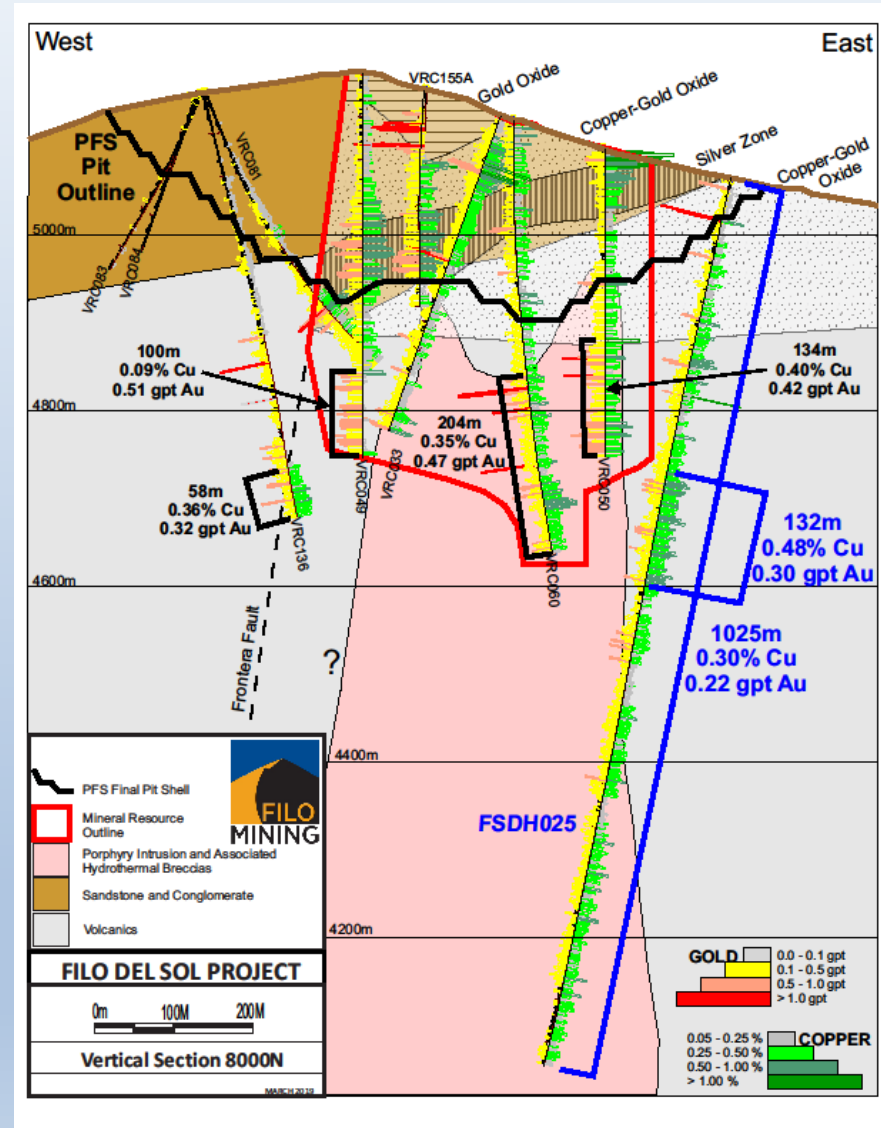 West
East
VRC155A
Gold Oxide
Copper-Gold Oxide
Silver Zone
Copper-Gold
Oxide
PFS
Pit
Outline
VRC081
5000m
VRC083
VRC084
100m
0.09% Cu
0.51 gpt Au
134m
0.40% Cu
0.42 gpt Au
4800m
204m
0.35% Cu
0.47 gpt Au
VRC049
VRC033
VRC050
58m
0.36% Cu
0.32 gpt Au
VRC136
132m
0.48% Cu
0.30 gpt Au
VRC060
4600m
1025m
0.30% Cu
0.22 gpt Au
Frontera Fault
?
4400m
PFS Final Pit Shell
Mineral Resource
Outline
Porphyry Intrusion and Associated
Hydrothermal Breccias
Sandstone and Conglomerate
Volcanics
FILO
MINING
FSDH025
4200m
FILO DEL SOL PROJECT
0m 100M 200M
Vertical Section 8000N
MARCH 2019
GOLD
0.0 - 0.1 gpt
0.1 - 0.5 gpt
0.5 - 1.0 gpt
> 1.0 gpt
COPPER
0.05 - 0.25 %
0.25 - 0.50 %
0.50 - 1.00 %
> 1.00 %